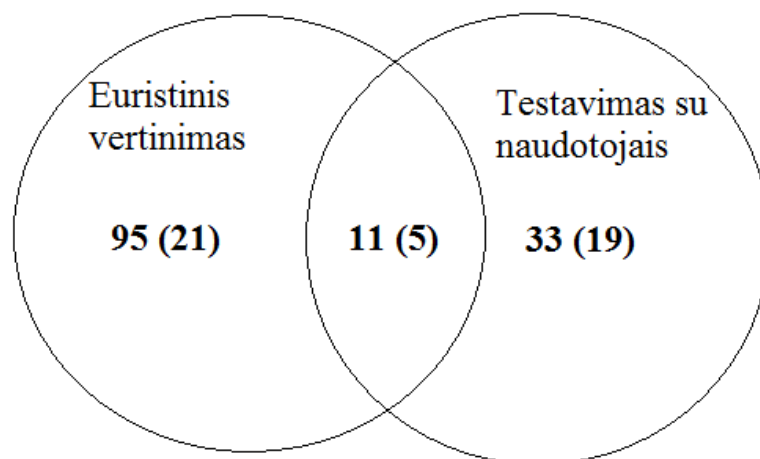 Euristinis
vertinimas
Testavimas su
naudotojais
95 (21)
11 (5)
33 (19)